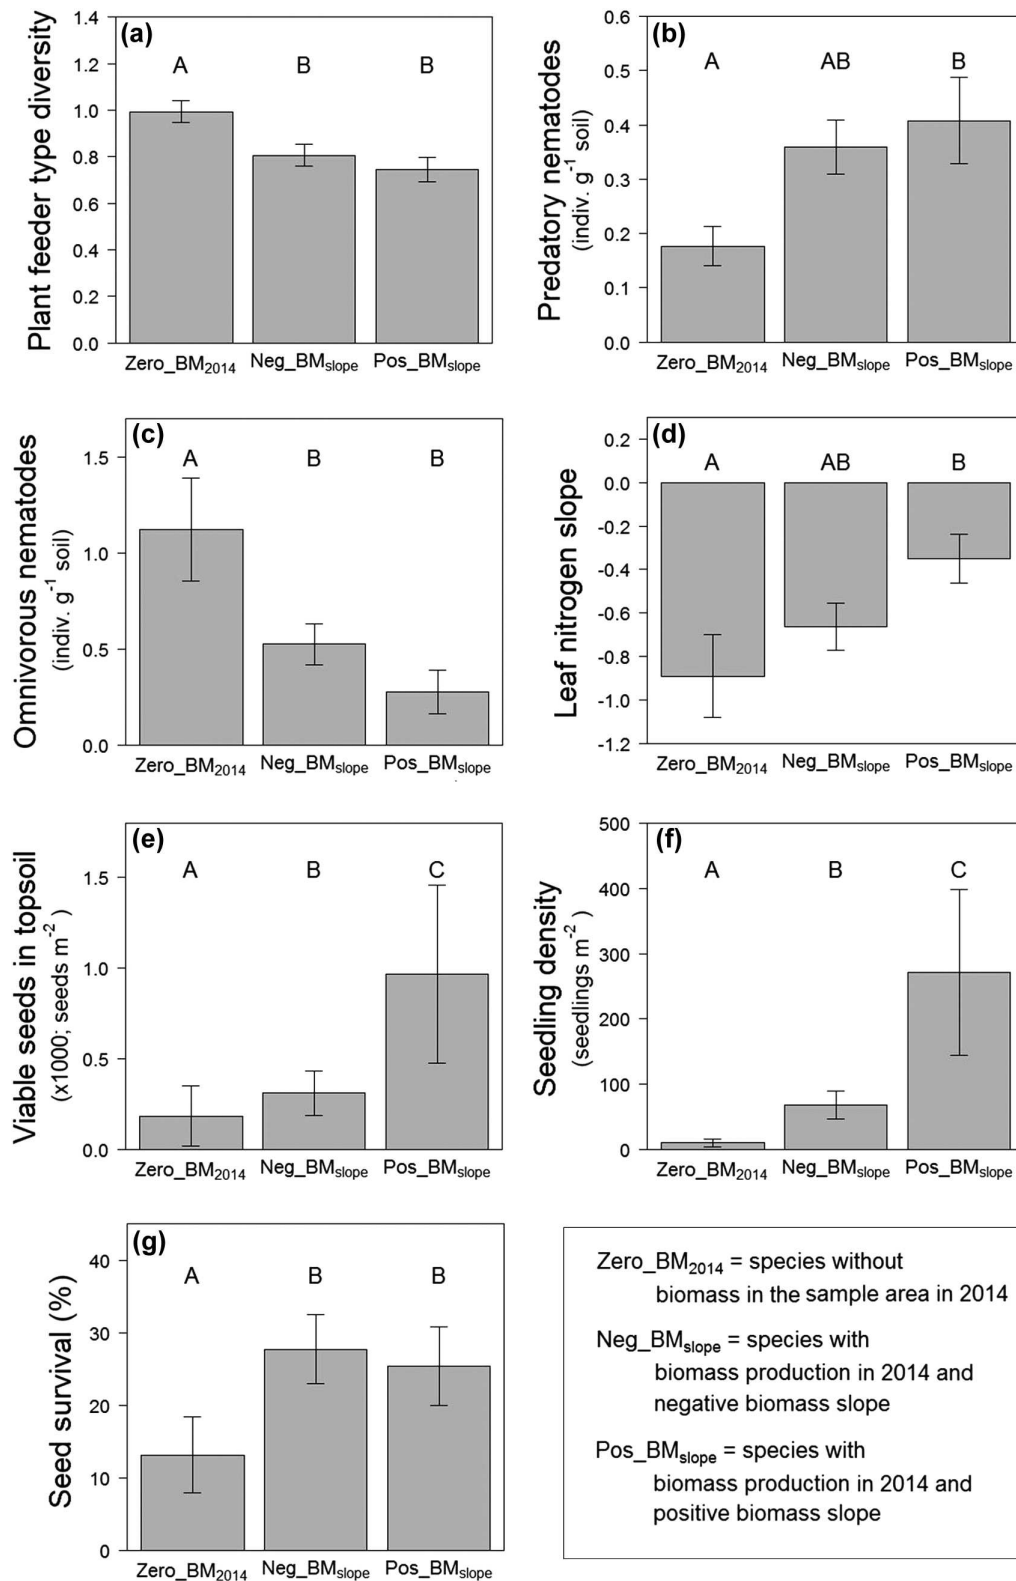 (a)
Plant feeder type diversity
1.4
1.2
1.0
0.8
0.6
0.4
0.2
0.0
A B B
Zero_BM2014 Neg_BMslope Pos_BMslope
(b)
Predatory nematodes
(indiv. g-1 soil)
0.6
0.5
0.4
0.3
0.2
0.1
0.0
A AB B
Zero_BM2014 Neg_BMslope Pos_BMslope
(c)
Omnivorous nematodes
(indiv. g-1 soil)
1.5
1.0
0.5
0.0
A B B
Zero_BM2014 Neg_BMslope Pos_BMslope
(d)
Leaf nitrogen slope
0.2
0.0
-0.2
-0.4
-0.6
-0.8
-1.0
-1.2
A AB B
Zero_BM2014 Neg_BMslope Pos_BMslope
(e)
Viable seeds in topsoil
(x1000; seeds m-2)
1.5
1.0
0.5
0.0
A B C
Zero_BM2014 Neg_BMslope Pos_BMslope
(f)
Seedling density
(seedlings m-2)
500
400
300
200
100
0
A B C
Zero_BM2014 Neg_BMslope Pos_BMslope
(g)
Seed survival (%)
40
30
20
10
0
A B B
Zero_BM2014 Neg_BMslope Pos_BMslope
Zero_BM2014 = species without
biomass in the sample area in 2014
Neg_BMslope = species with
biomass production in 2014 and
negative biomass slope
Pos_BMslope = species with
biomass production in 2014 and
positive biomass slope